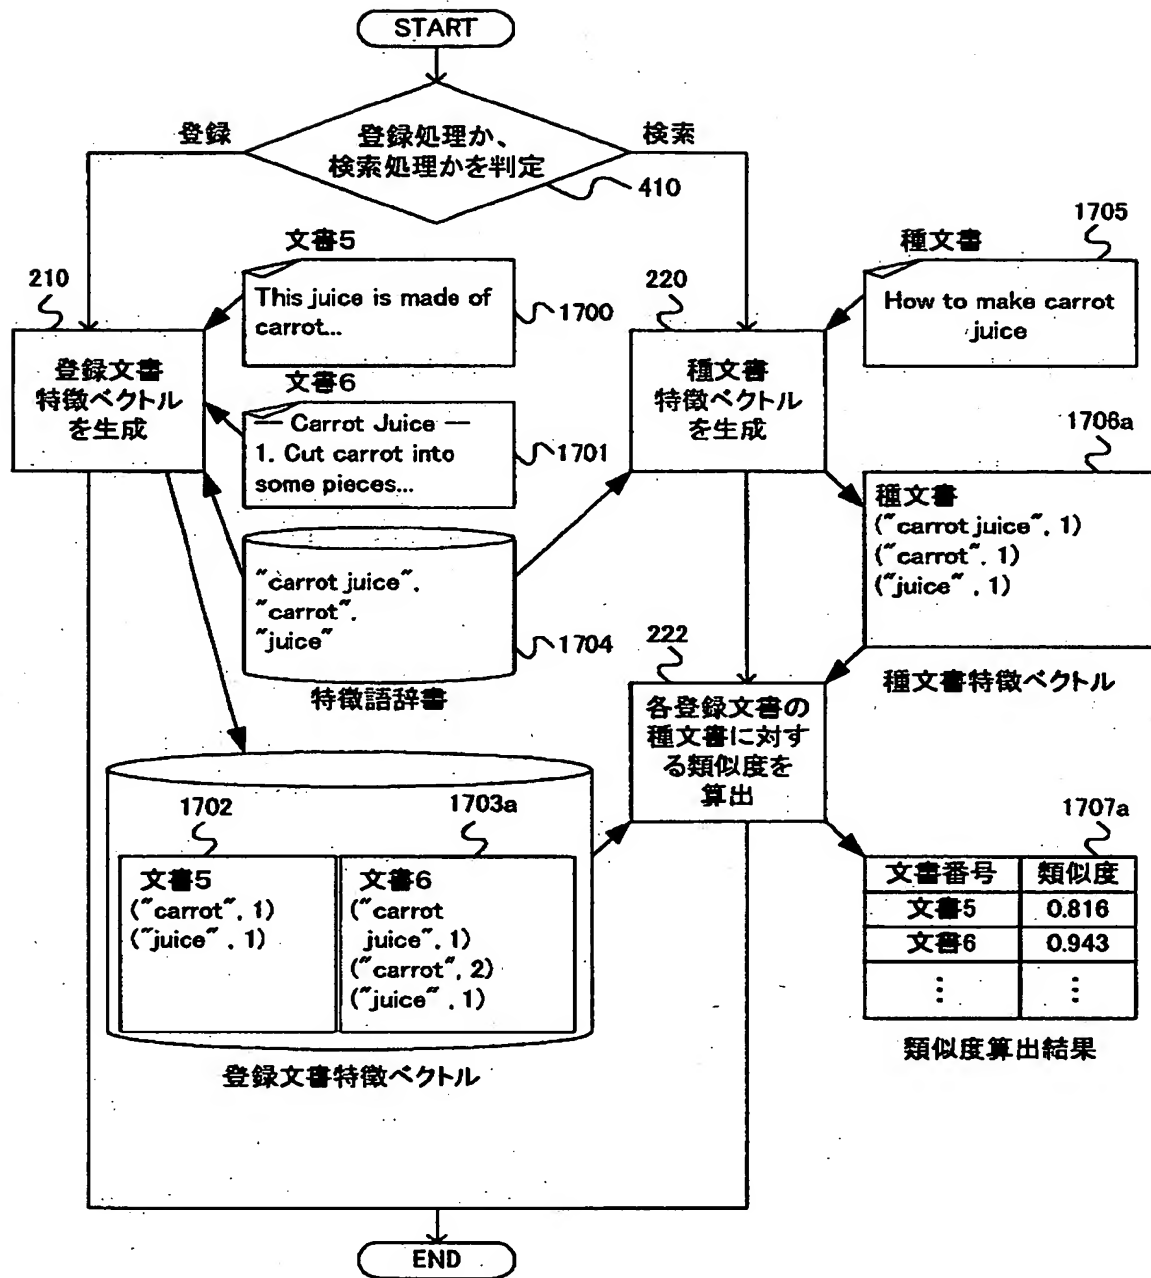 START
登録
登録処理か、
検索処理かを判定
検索
410
文書5
210
This juice is made of
carrot...
1700
登録文書
特徴ベクトル
を生成
文書6
— Carrot Juice —
1. Cut carrot into
some pieces...
1701
"carrot juice",
"carrot",
"juice"
1704
特徴語辞書
220
種文書
特徴ベクトル
を生成
種文書
1705
How to make carrot
juice
1706a
種文書
("carrot juice", 1)
("carrot", 1)
("juice", 1)
種文書特徴ベクトル
222
各登録文書の
種文書に対す
る類似度を
算出
1702
文書5
("carrot", 1)
("juice", 1)
1703a
文書6
("carrot
juice", 1)
("carrot", 2)
("juice", 1)
登録文書特徴ベクトル
1707a
文書番号 類似度
文書5 0.816
文書6 0.943
⋮ ⋮
類似度算出結果
END